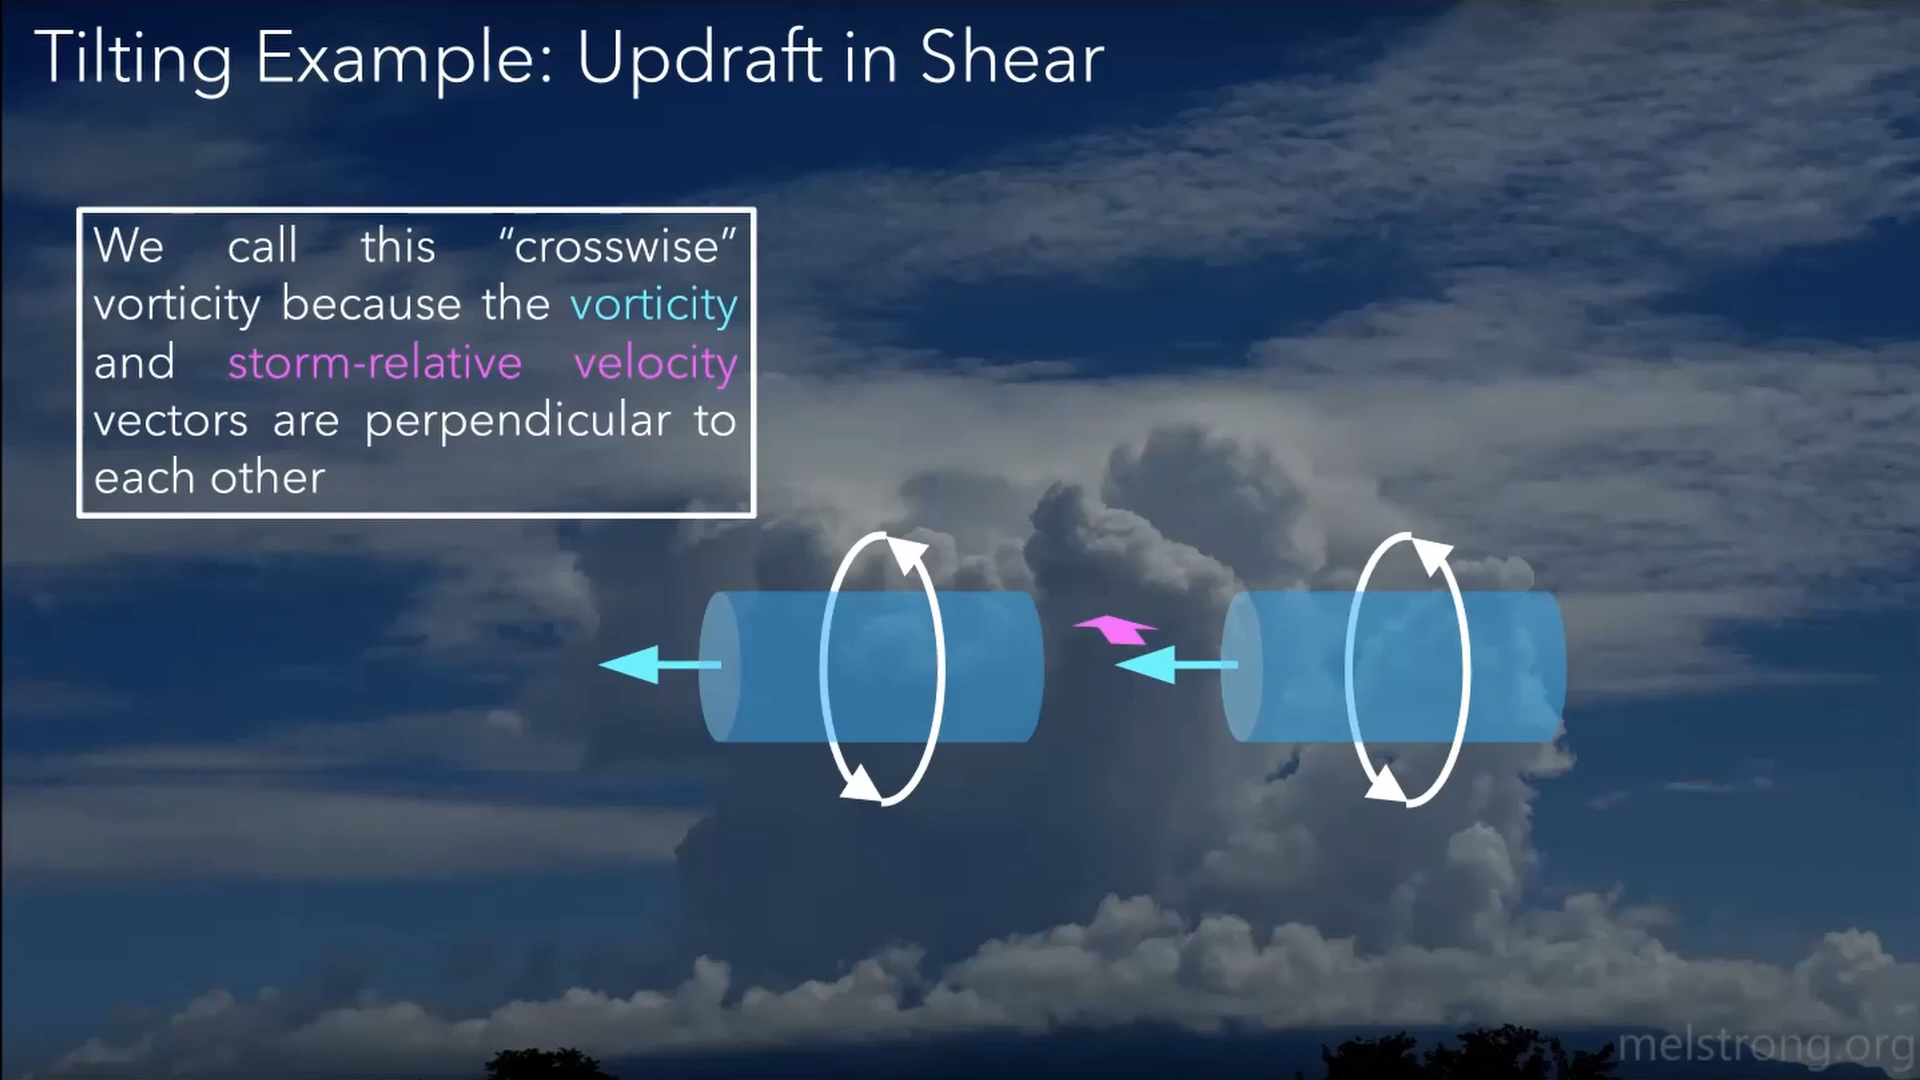 Tilting Example: Updraft in Shear
We call this “crosswise”
vorticity because the vorticity
and storm-relative velocity
vectors are perpendicular to
each other
melstrong.org